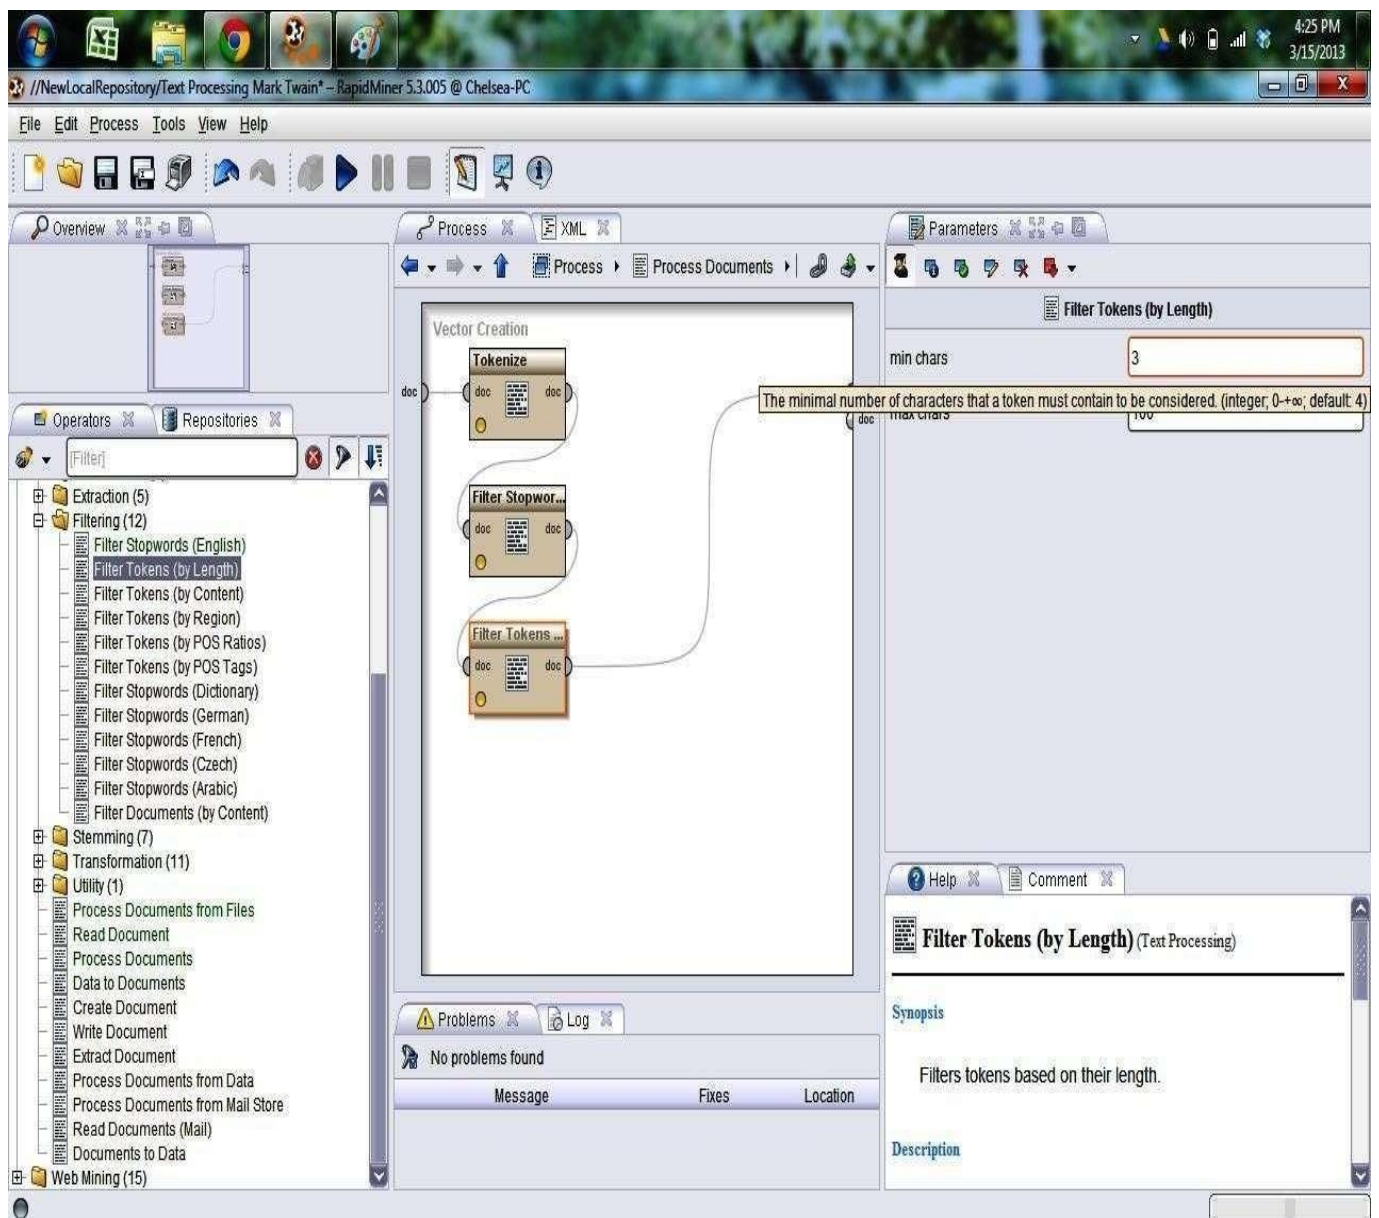 4:25 PM
3/15/2013
//NewLocalRepository/Text Processing Mark Twain* – RapidMiner 5.3.005 @ Chelsea-PC
File Edit Process Tools View Help
Overview
Process
XML
Parameters
Process
Process Documents
Filter Tokens (by Length)
min chars
3
The minimal number of characters that a token must contain to be considered. (integer; 0-+∞; default: 4)
max chars
Vector Creation
Tokenize
doc
doc
doc
doc
Filter Stopwor...
doc
doc
Filter Tokens ...
doc
doc
Operators
Repositories
[Filter]
Extraction (5)
Filtering (12)
Filter Stopwords (English)
Filter Tokens (by Length)
Filter Tokens (by Content)
Filter Tokens (by Region)
Filter Tokens (by POS Ratios)
Filter Tokens (by POS Tags)
Filter Stopwords (Dictionary)
Filter Stopwords (German)
Filter Stopwords (French)
Filter Stopwords (Czech)
Filter Stopwords (Arabic)
Filter Documents (by Content)
Stemming (7)
Transformation (11)
Utility (1)
Process Documents from Files
Read Document
Process Documents
Data to Documents
Create Document
Write Document
Extract Document
Process Documents from Data
Process Documents from Mail Store
Read Documents (Mail)
Documents to Data
Web Mining (15)
Problems
Log
No problems found
Message Fixes Location
Help
Comment
Filter Tokens (by Length) (Text Processing)
Synopsis
Filters tokens based on their length.
Description